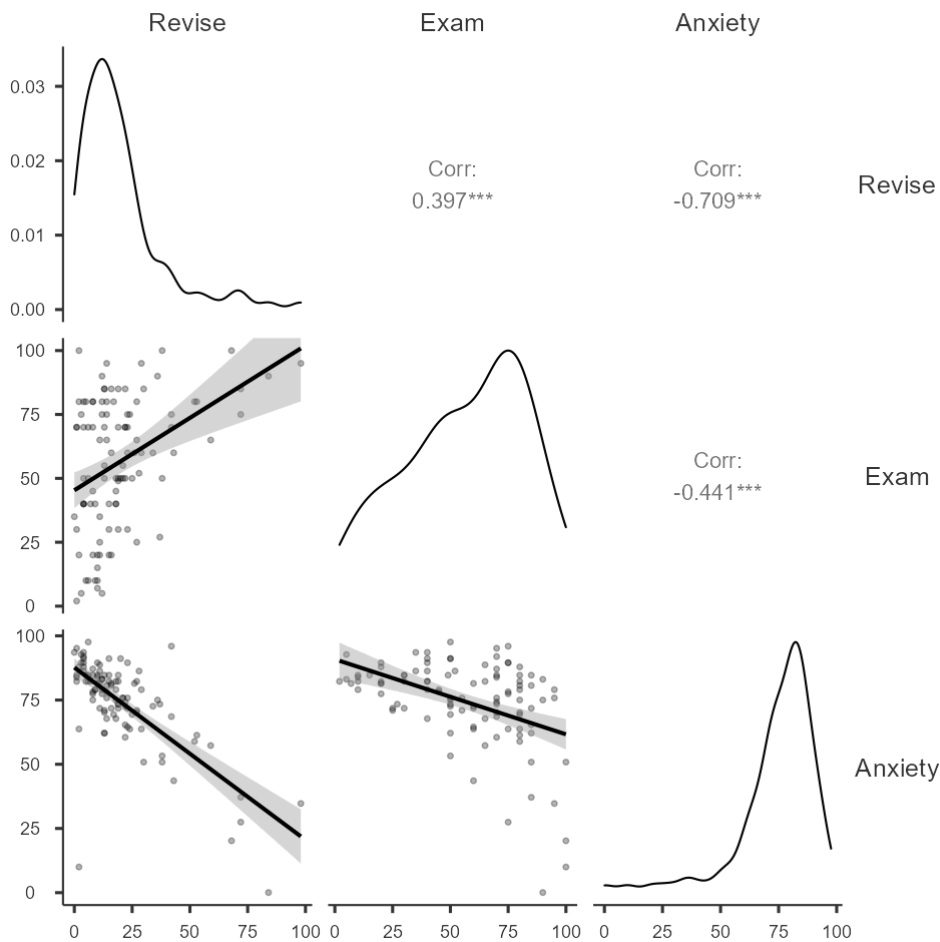 Revise Exam Anxiety
0.03
0.02
0.01
0.00
Corr:
0.397***
Corr:
-0.709***
Revise
100
75
50
25
0
Corr:
-0.441***
Exam
100
75
50
25
0
Anxiety
0 25 50 75 100 0 25 50 75 100 0 25 50 75 100